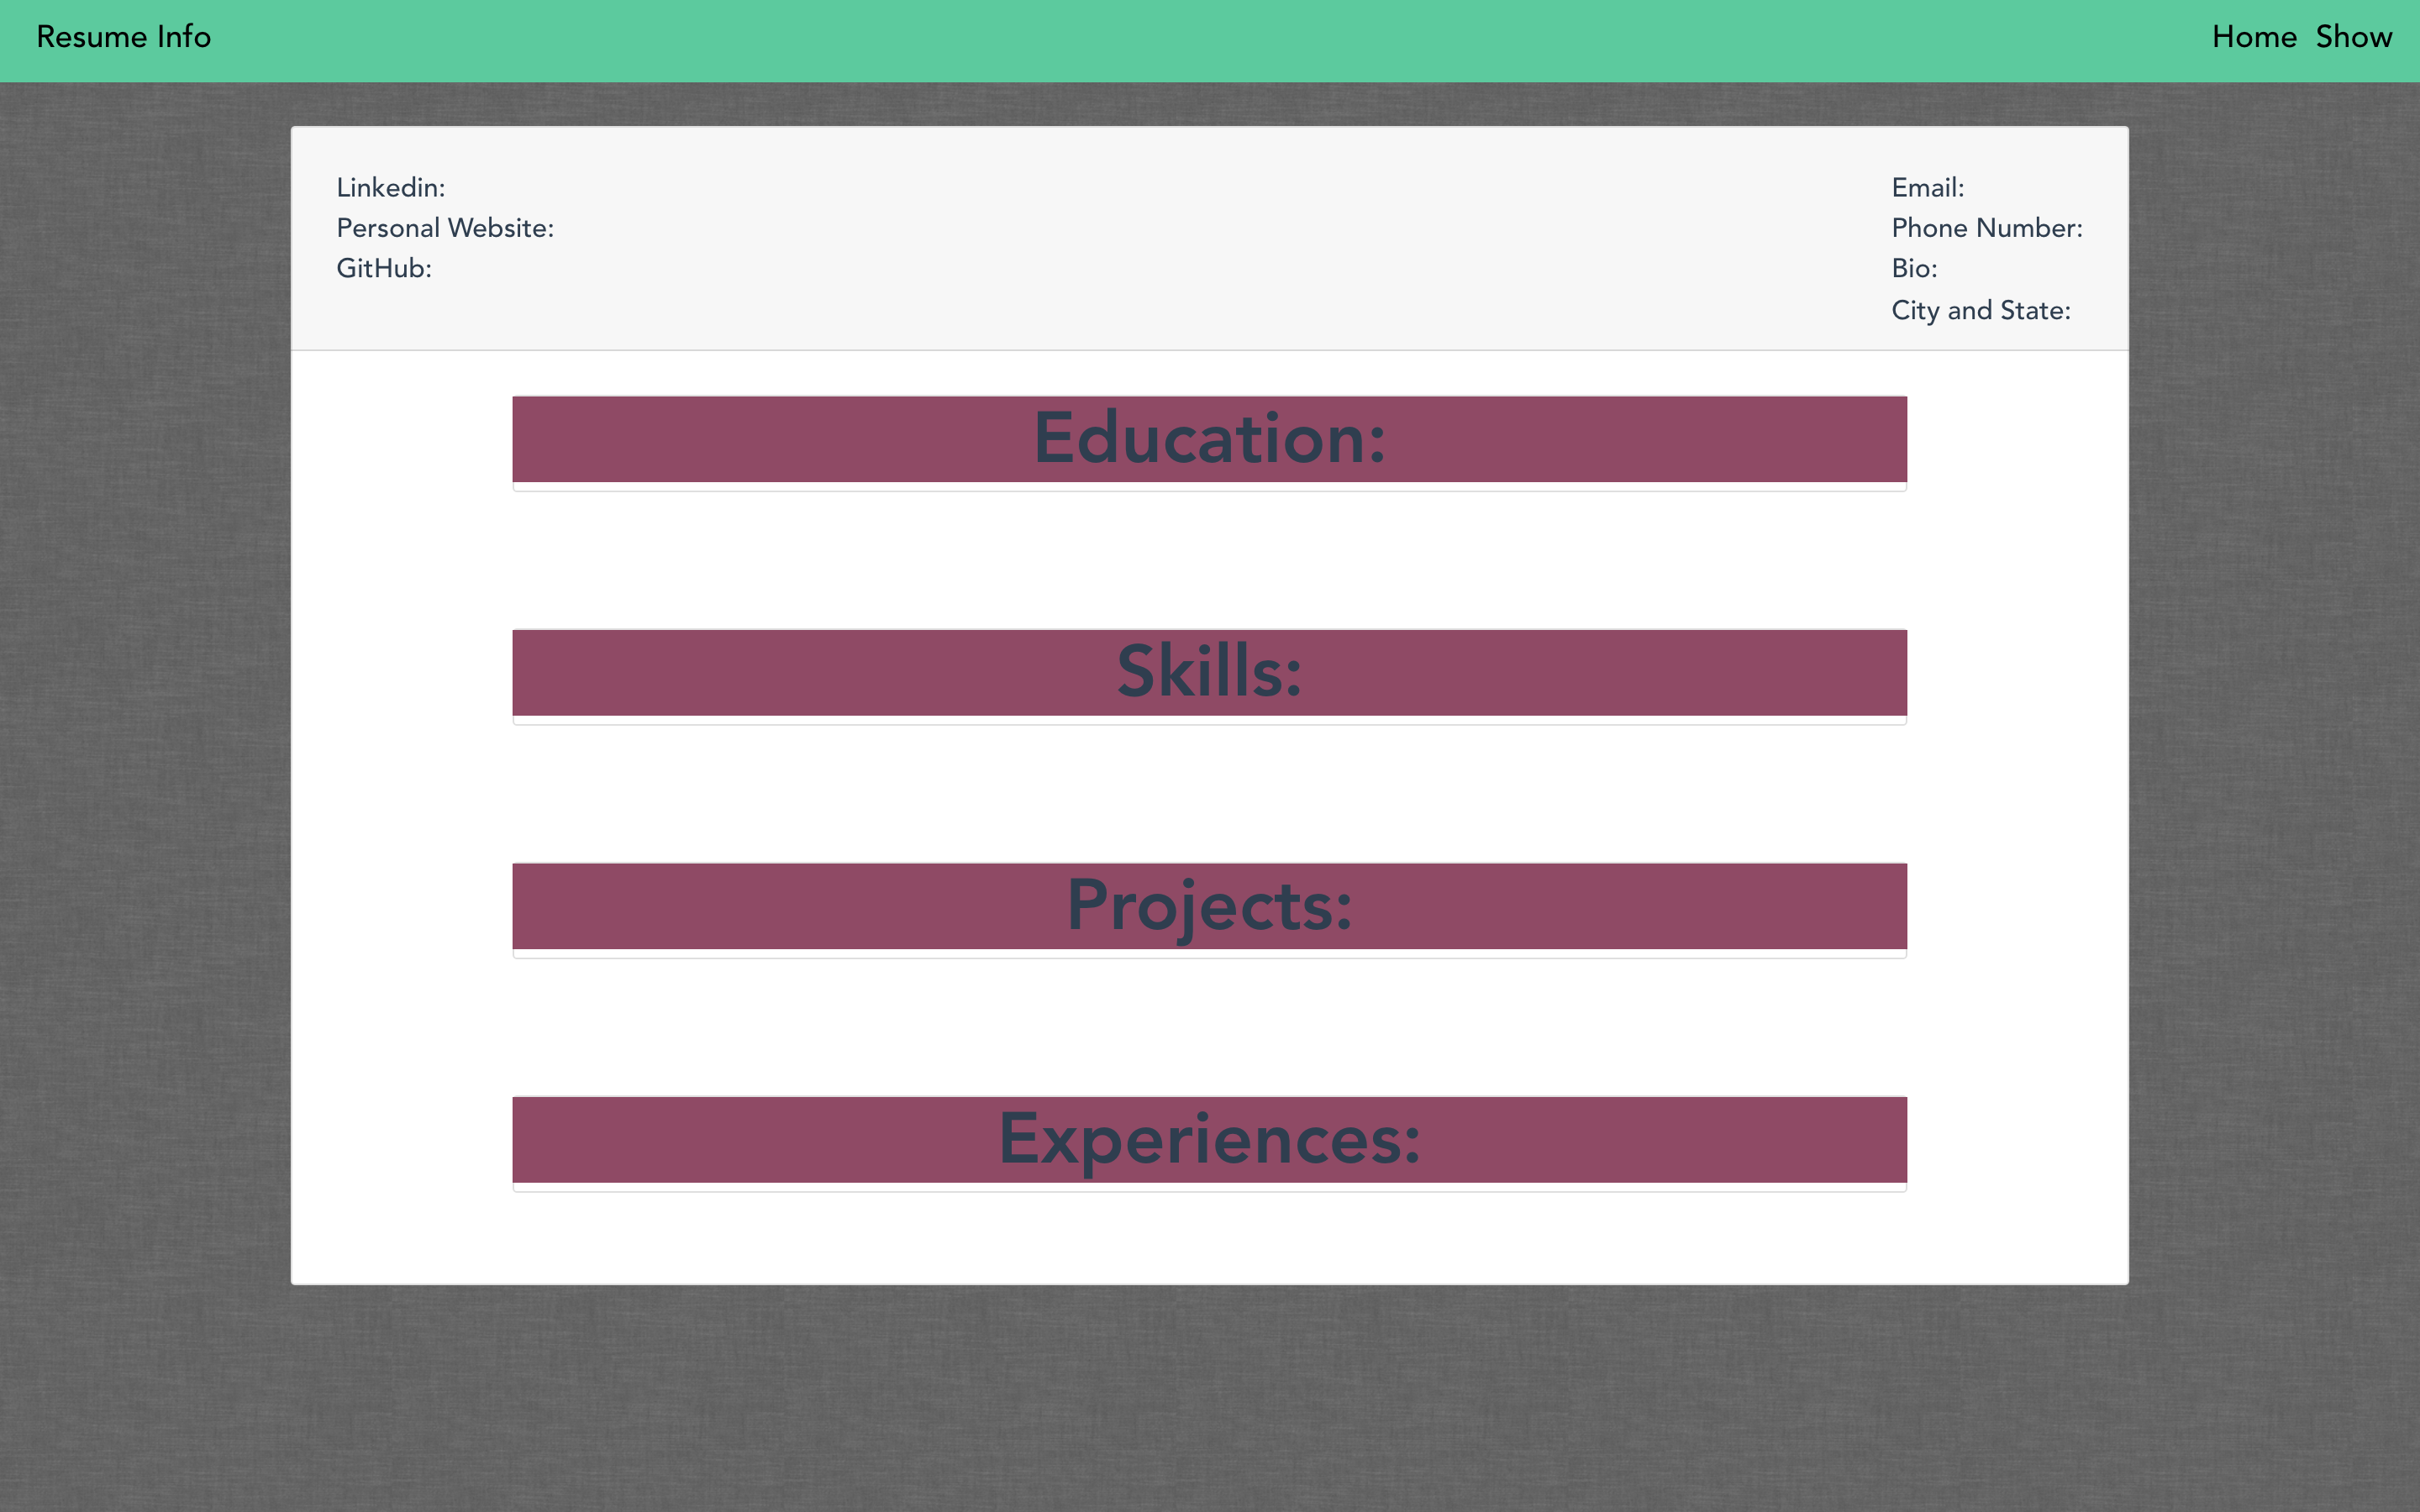 Resume Info
Home Show
Linkedin:
Personal Website:
GitHub:
Email:
Phone Number:
Bio:
City and State:
Education:
Skills:
Projects:
Experiences: